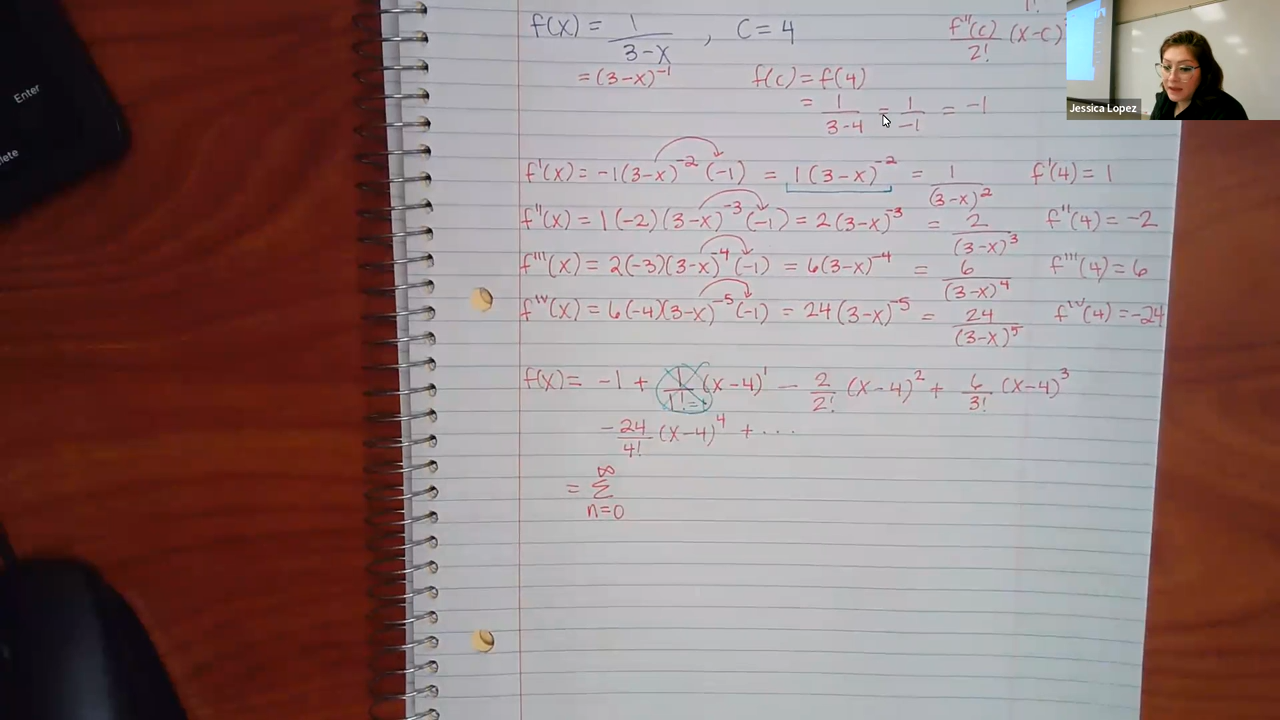 Enter
lete
1!
f(x) = 1/(3-x) , C = 4
f''(c)/2! (x-c)
= (3-x)^-1
f(c) = f(4)
= 1/(3-4) = 1/-1 = -1
Jessica Lopez
f'(x) = -1(3-x)^-2 (-1) = 1(3-x)^-2 = 1/(3-x)^2 f'(4) = 1
f''(x) = 1(-2)(3-x)^-3 (-1) = 2(3-x)^-3 = 2/(3-x)^3 f''(4) = -2
f'''(x) = 2(-3)(3-x)^-4 (-1) = 6(3-x)^-4 = 6/(3-x)^4 f'''(4) = 6
f^iv(x) = 6(-4)(3-x)^-5 (-1) = 24(3-x)^-5 = 24/(3-x)^5 f^iv(4) = -24
f(x) = -1 + 1/1! (x-4)^1 - 2/2! (x-4)^2 + 6/3! (x-4)^3
- 24/4! (x-4)^4 + ...
= ∞ Σ n=0